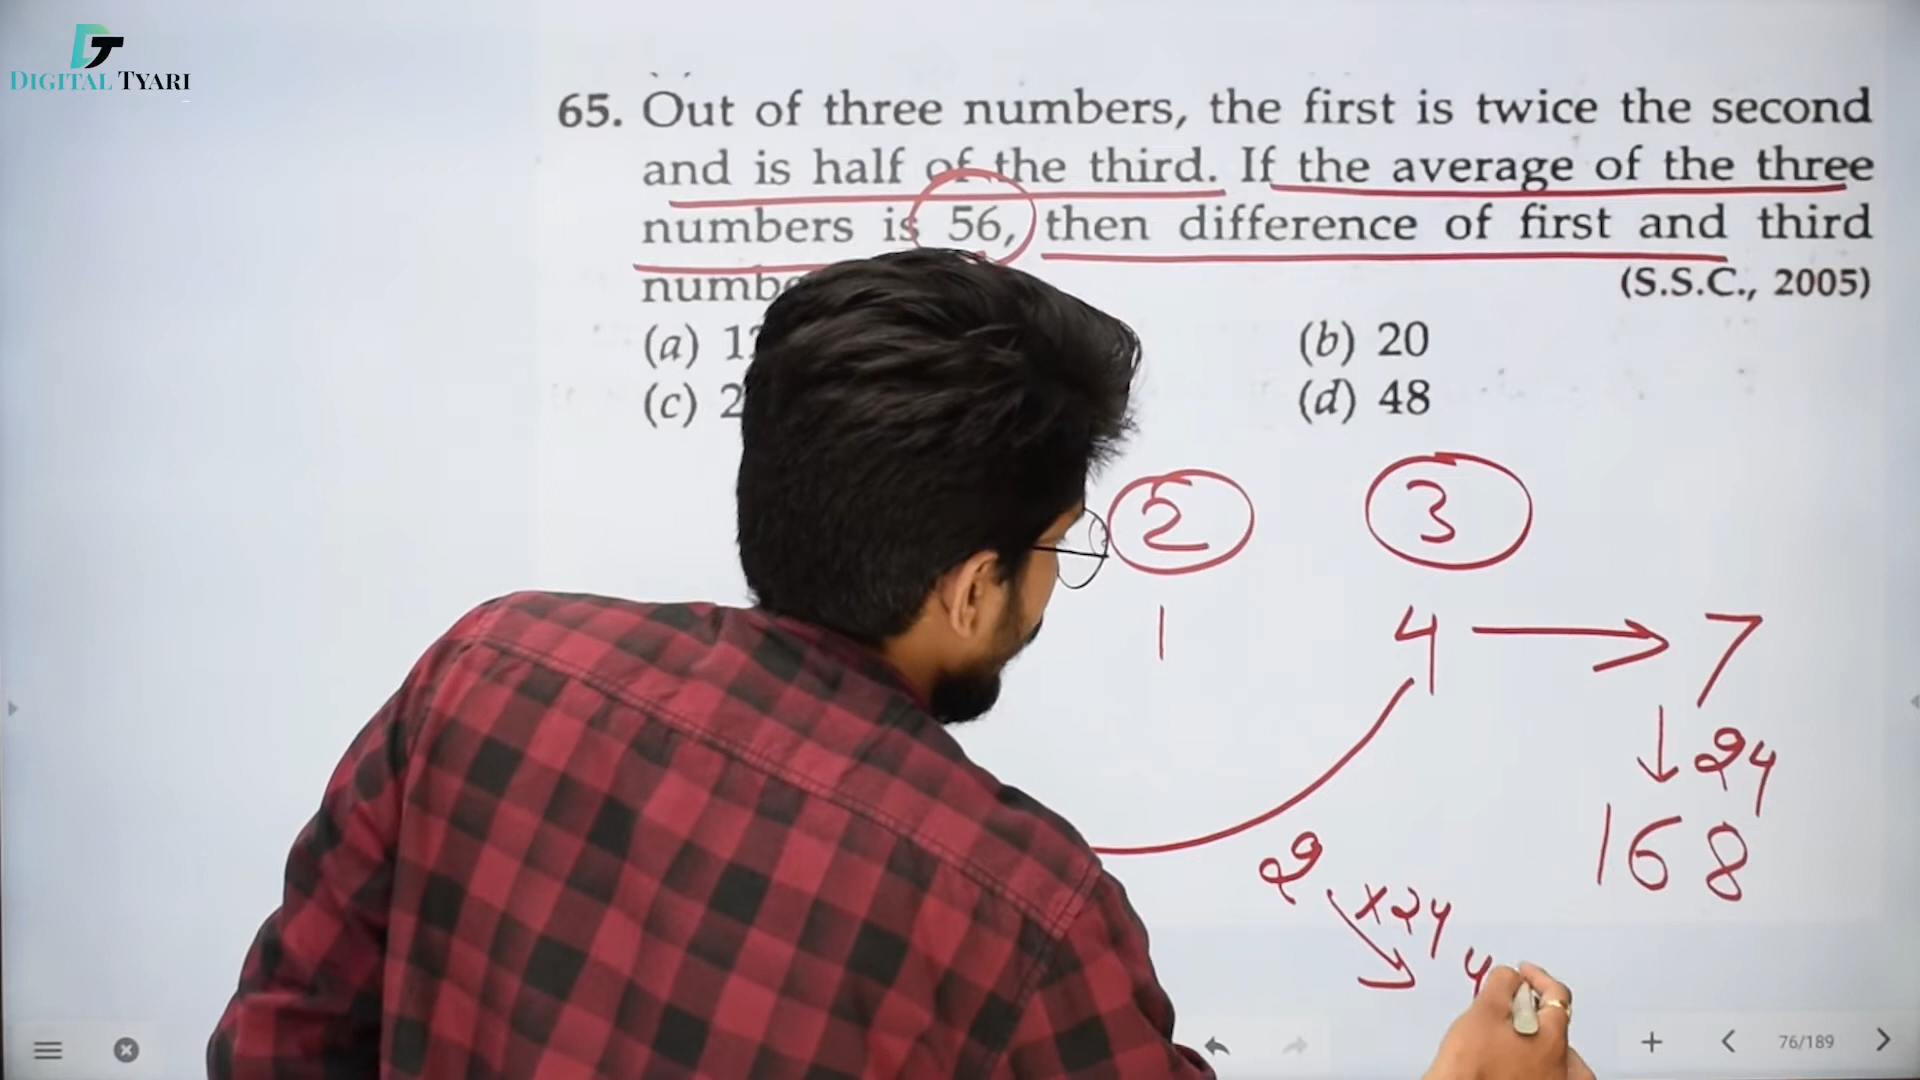 DIGITAL TYARI
65. Out of three numbers, the first is twice the second
and is half of the third. If the average of the three
numbers is 56, then difference of first and third
(S.S.C., 2005)
(a)
(b) 20
(c)
(d) 48
2 3
1 4 → 7
↓ 24
168
2 ×24
4
76/189